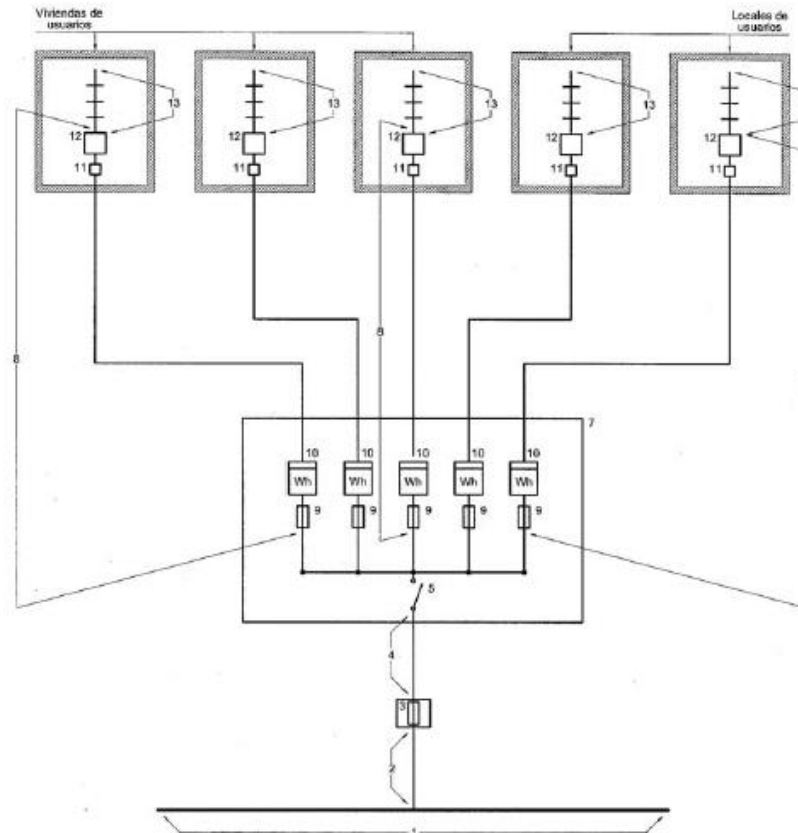 Viviendas de
usuarios
Locales de
usuarios
13 13 13 13
12 12 12 12 12
11 11 11 11 11
8
8
7
10 10 10 10 10
Wh Wh Wh Wh Wh
9 9 9 9 9
5
4
3
2